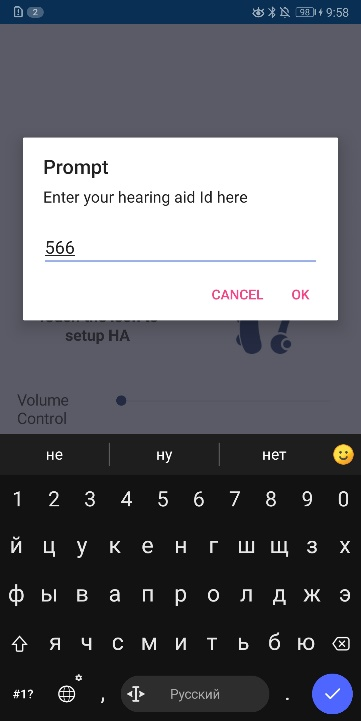 2 98 9:58
Prompt
Enter your hearing aid Id here
566
CANCEL OK
setup HA
Volume
Control
не ну нет
1 2 3 4 5 6 7 8 9 0
й ц у к е н г ш щ з х
ф ы в а п р о л д ж э
я ч с м и т ь б ю
#1? , Русский .